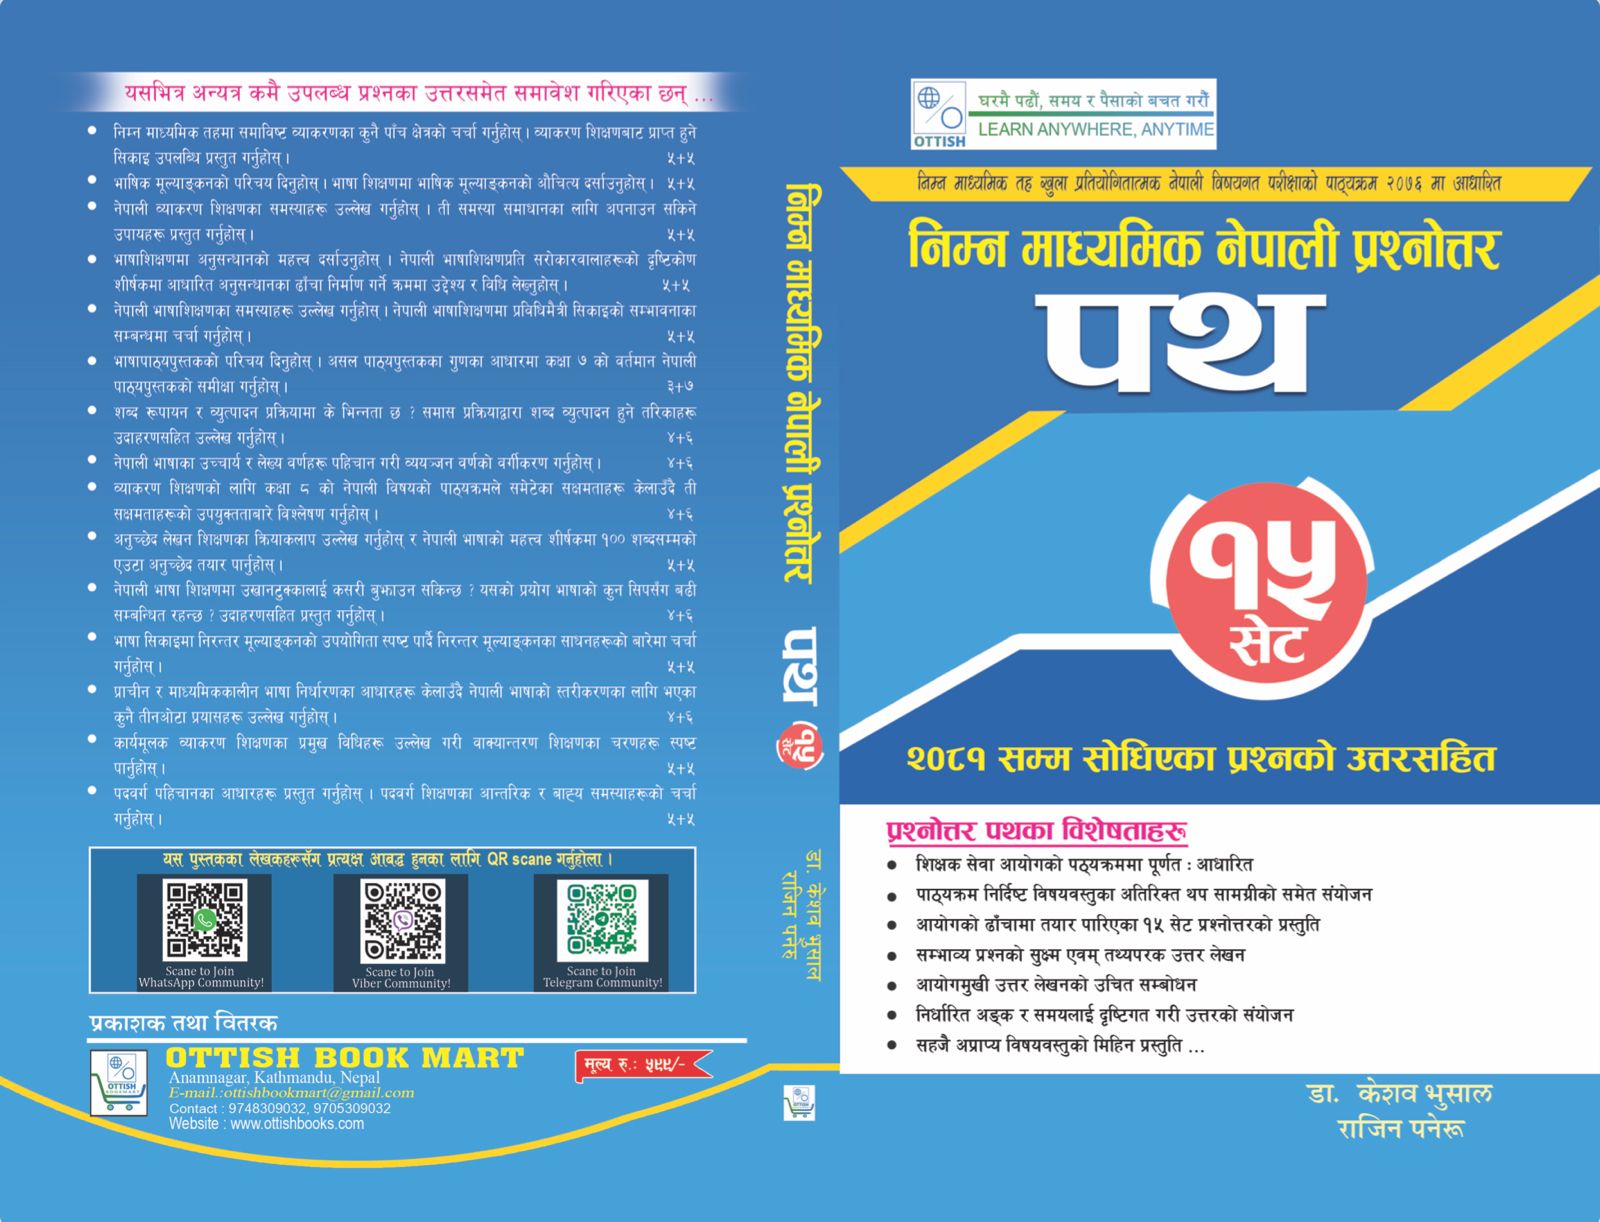 यसभित्र अन्यत्र कमै उपलब्ध प्रश्नका उत्तरसमेत समावेश गरिएका छन् ...
• निम्न माध्यमिक तहमा समाविष्ट व्याकरणका कुनै पाँच क्षेत्रको चर्चा गर्नुहोस् । व्याकरण शिक्षणबाट प्राप्त हुने
सिकाइ उपलब्धि प्रस्तुत गर्नुहोस् । ५+५
• भाषिक मूल्याङ्कनको परिचय दिनुहोस् । भाषा शिक्षणमा भाषिक मूल्याङ्कनको औचित्य दर्साउनुहोस् । ५+५
• नेपाली व्याकरण शिक्षणका समस्याहरू उल्लेख गर्नुहोस् । ती समस्या समाधानका लागि अपनाउन सकिने
उपायहरू प्रस्तुत गर्नुहोस् । ५+५
• भाषाशिक्षणमा अनुसन्धानको महत्त्व दर्साउनुहोस् । नेपाली भाषाशिक्षणप्रति सरोकारवालाहरूको दृष्टिकोण
शीर्षकमा आधारित अनुसन्धानका ढाँचा निर्माण गर्ने क्रममा उद्देश्य र विधि लेख्नुहोस् । ५+५
• नेपाली भाषाशिक्षणका समस्याहरू उल्लेख गर्नुहोस् । नेपाली भाषाशिक्षणमा प्रविधिमैत्री सिकाइको सम्भावनाका
सम्बन्धमा चर्चा गर्नुहोस् । ५+५
• भाषापाठ्यपुस्तकको परिचय दिनुहोस् । असल पाठ्यपुस्तकका गुणका आधारमा कक्षा ७ को वर्तमान नेपाली
पाठ्यपुस्तकको समीक्षा गर्नुहोस् । ३+७
• शब्द रूपायन र व्युत्पादन प्रक्रियामा के भिन्नता छ ? समास प्रक्रियाद्वारा शब्द व्युत्पादन हुने तरिकाहरू
उदाहरणसहित उल्लेख गर्नुहोस् । ४+६
• नेपाली भाषाका उच्चार्य र लेख्य वर्णहरू पहिचान गरी व्ययञ्जन वर्णको वर्गीकरण गर्नुहोस् । ४+६
• व्याकरण शिक्षणको लागि कक्षा ८ को नेपाली विषयको पाठ्यक्रमले समेटेका सक्षमताहरू केलाउँदै ती
सक्षमताहरूको उपयुक्तताबारे विश्लेषण गर्नुहोस् । ४+६
• अनुच्छेद लेखन शिक्षणका क्रियाकलाप उल्लेख गर्नुहोस् र नेपाली भाषाको महत्त्व शीर्षकमा १०० शब्दसम्मको
एउटा अनुच्छेद तयार पार्नुहोस् । ५+५
• नेपाली भाषा शिक्षणमा उखानटुक्कालाई कसरी बुझाउन सकिन्छ ? यसको प्रयोग भाषाको कुन सिपसँग बढी
सम्बन्धित रहन्छ ? उदाहरणसहित प्रस्तुत गर्नुहोस् । ४+६
• भाषा सिकाइमा निरन्तर मूल्याङ्कनको उपयोगिता स्पष्ट पार्दै निरन्तर मूल्याङ्कनका साधनहरूको बारेमा चर्चा
गर्नुहोस् । ५+५
• प्राचीन र माध्यमिककालीन भाषा निर्धारणका आधारहरू केलाउँदै नेपाली भाषाको स्तरीकरणका लागि भएका
कुनै तीनओटा प्रयासहरू उल्लेख गर्नुहोस् । ४+६
• कार्यमूलक व्याकरण शिक्षणका प्रमुख विधिहरू उल्लेख गरी वाक्यान्तरण शिक्षणका चरणहरू स्पष्ट
पार्नुहोस् । ५+५
• पदवर्ग पहिचानका आधारहरू प्रस्तुत गर्नुहोस् । पदवर्ग शिक्षणका आन्तरिक र बाह्य समस्याहरूको चर्चा
गर्नुहोस् । ५+५
यस पुस्तकका लेखकहरूसँग प्रत्यक्ष आबद्ध हुनका लागि QR scane गर्नुहोला ।
Scane to Join
WhatsApp Community!
Scane to Join
Viber Community!
Scane to Join
Telegram Community!
प्रकाशक तथा वितरक
OTTISH
BOOKMART
OTTISH BOOK MART
Anamnagar, Kathmandu, Nepal
E-mail :ottishbookmart@gmail.com
Contact : 9748309032, 9705309032
Website : www.ottishbooks.com
मूल्य रु.: ५९९/-
निम्न माध्यमिक नेपाली प्रश्नोत्तर
पथ
१५
सेट
डा. केशव भुसाल
राजिन पनेरू
OTTISH
OTTISH
घरमै पढौं, समय र पैसाको बचत गरौं
LEARN ANYWHERE, ANYTIME
निम्न माध्यमिक तह खुला प्रतियोगितात्मक नेपाली विषयगत परीक्षाको पाठ्यक्रम २०७६ मा आधारित
निम्न माध्यमिक नेपाली प्रश्नोत्तर
पथ
१५
सेट
२०८१ सम्म सोधिएका प्रश्नको उत्तरसहित
प्रश्नोत्तर पथका विशेषताहरू
• शिक्षक सेवा आयोगको पठ्यक्रममा पूर्णत : आधारित
• पाठ्यक्रम निर्दिष्ट विषयवस्तुका अतिरिक्त थप सामग्रीको समेत संयोजन
• आयोगको ढाँचामा तयार पारिएका १५ सेट प्रश्नोत्तरको प्रस्तुति
• सम्भाव्य प्रश्नको सुक्ष्म एवम् तथ्यपरक उत्तर लेखन
• आयोगमुखी उत्तर लेखनको उचित सम्बोधन
• निर्धारित अङ्क र समयलाई दृष्टिगत गरी उत्तरको संयोजन
• सहजै अप्राप्य विषयवस्तुको मिहिन प्रस्तुति ...
डा. केशव भुसाल
राजिन पनेरू